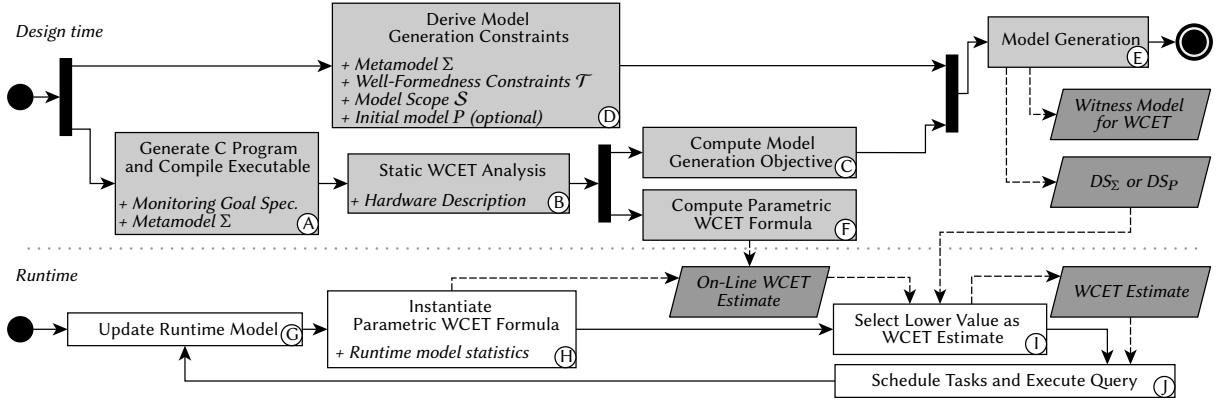 Design time
Derive Model
Generation Constraints
+ Metamodel Σ
+ Well-Formedness Constraints 𝒯
+ Model Scope 𝒮
+ Initial model P (optional)
D
Model Generation
E
Witness Model
for WCET
Generate C Program
and Compile Executable
+ Monitoring Goal Spec.
+ Metamodel Σ
A
Static WCET Analysis
+ Hardware Description
B
Compute Model
Generation Objective
C
Compute Parametric
WCET Formula
F
DS_Σ or DS_P
Runtime
On-Line WCET
Estimate
WCET Estimate
Update Runtime Model
G
Instantiate
Parametric WCET Formula
+ Runtime model statistics
H
Select Lower Value as
WCET Estimate
I
Schedule Tasks and Execute Query
J